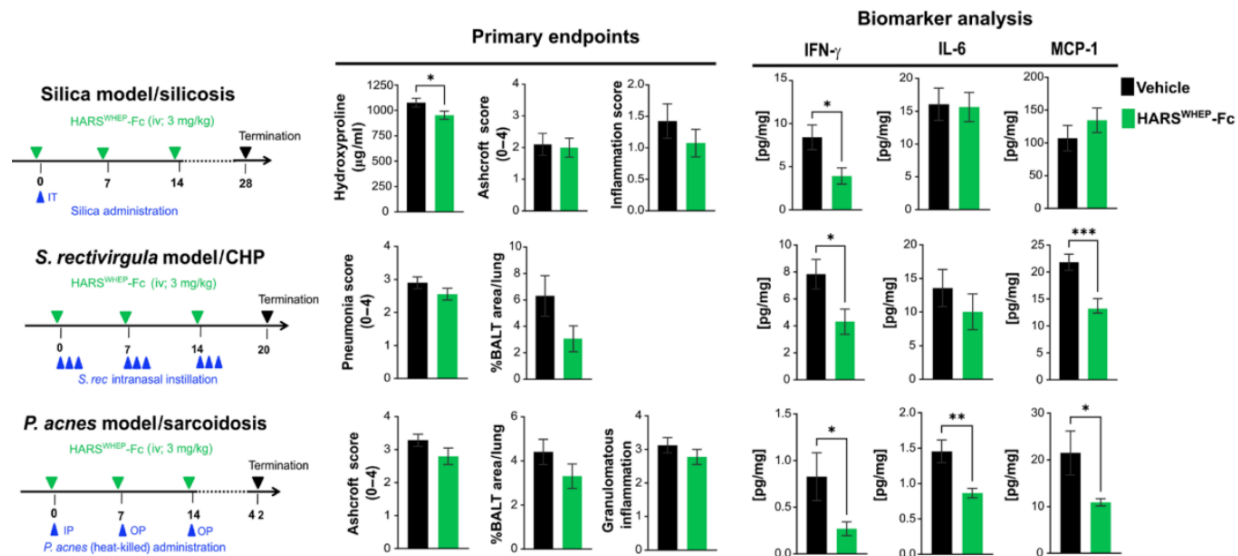 Primary endpoints
Biomarker analysis
IFN-γ
IL-6
MCP-1
Vehicle
HARSWHEP-Fc
Silica model/silicosis
HARSWHEP-Fc (iv; 3 mg/kg)
Termination
0
7
14
28
IT
Silica administration
Hydroxyproline
(µg/ml)
1250
1000
750
500
250
0
*
Ashcroft score
(0–4)
4
3
2
1
0
Inflammation score
2.0
1.5
1.0
0.5
0.0
[pg/mg]
15
10
5
0
*
[pg/mg]
20
15
10
5
0
[pg/mg]
200
150
100
50
0
S. rectivirgula model/CHP
HARSWHEP-Fc (iv; 3 mg/kg)
Termination
0
7
14
20
S. rec intranasal instillation
Pneumonia score
(0–4)
4
3
2
1
0
%BALT area/lung
10
8
6
4
2
0
[pg/mg]
10
8
6
4
2
0
*
[pg/mg]
20
15
10
5
0
[pg/mg]
25
20
15
10
5
0
***
P. acnes model/sarcoidosis
HARSWHEP-Fc (iv; 3 mg/kg)
Termination
0
7
14
4 2
IP
OP
OP
P. acnes (heat-killed) administration
Ashcroft score
(0–4)
4
3
2
1
0
%BALT area/lung
6
4
2
0
Granulomatous
inflammation
4
3
2
1
0
[pg/mg]
1.5
1.0
0.5
0.0
*
[pg/mg]
2.0
1.5
1.0
1.5
0.0
**
[pg/mg]
30
20
10
0
*